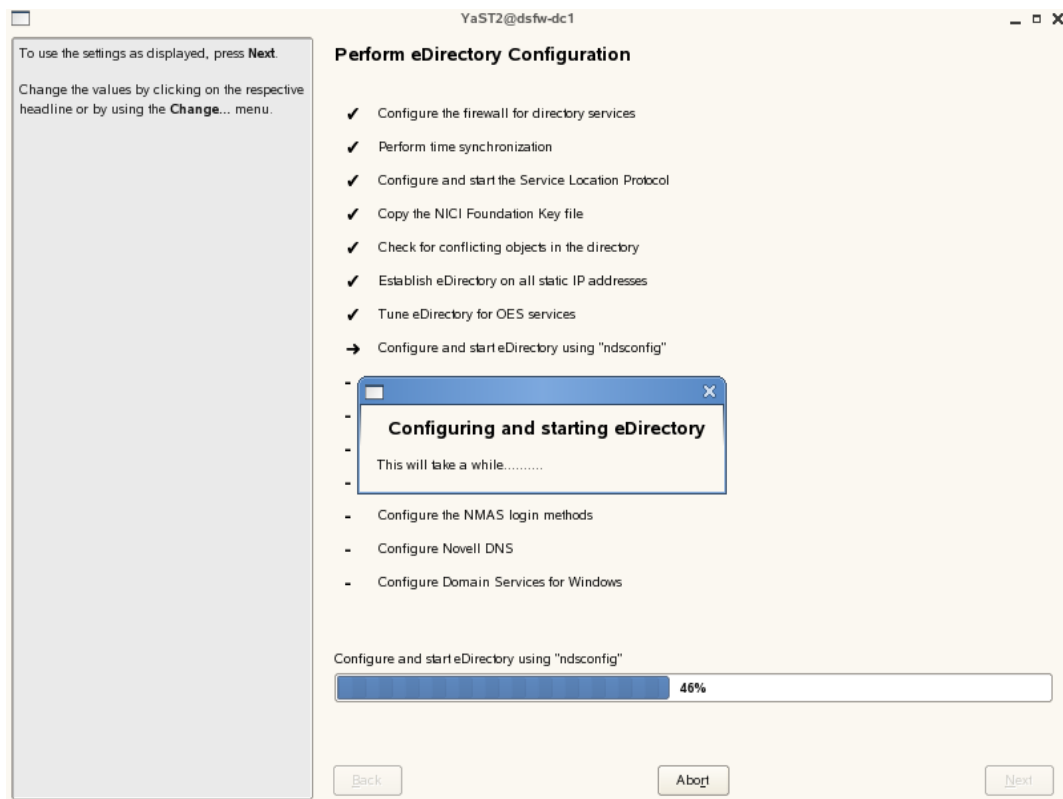 YaST2@dsfw-dc1
To use the settings as displayed, press Next.
Change the values by clicking on the respective
headline or by using the Change... menu.
Perform eDirectory Configuration
✔ Configure the firewall for directory services
✔ Perform time synchronization
✔ Configure and start the Service Location Protocol
✔ Copy the NICI Foundation Key file
✔ Check for conflicting objects in the directory
✔ Establish eDirectory on all static IP addresses
✔ Tune eDirectory for OES services
➔ Configure and start eDirectory using "ndsconfig"
-
-
-
-
Configuring and starting eDirectory
This will take a while..........
- Configure the NMAS login methods
- Configure Novell DNS
- Configure Domain Services for Windows
Configure and start eDirectory using "ndsconfig"
46%
Back
Abort
Next